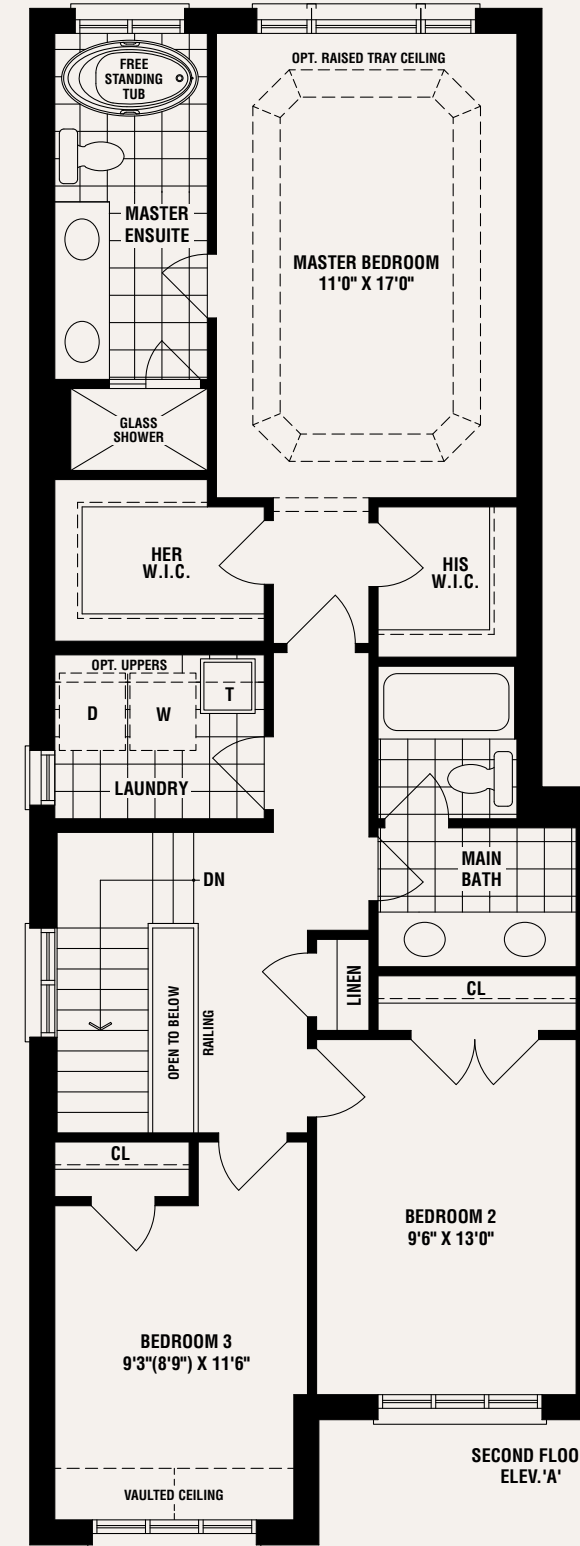 OPT. RAISED TRAY CEILING
FREE
STANDING
TUB
MASTER
ENSUITE
MASTER BEDROOM
11'0" X 17'0"
GLASS
SHOWER
HER
W.I.C.
HIS
W.I.C.
OPT. UPPERS
D
W
T
LAUNDRY
MAIN
BATH
DN
LINEN
CL
OPEN TO BELOW
RAILING
CL
BEDROOM 2
9'6" X 13'0"
BEDROOM 3
9'3"(8'9") X 11'6"
VAULTED CEILING
SECOND FLOO
ELEV.'A'